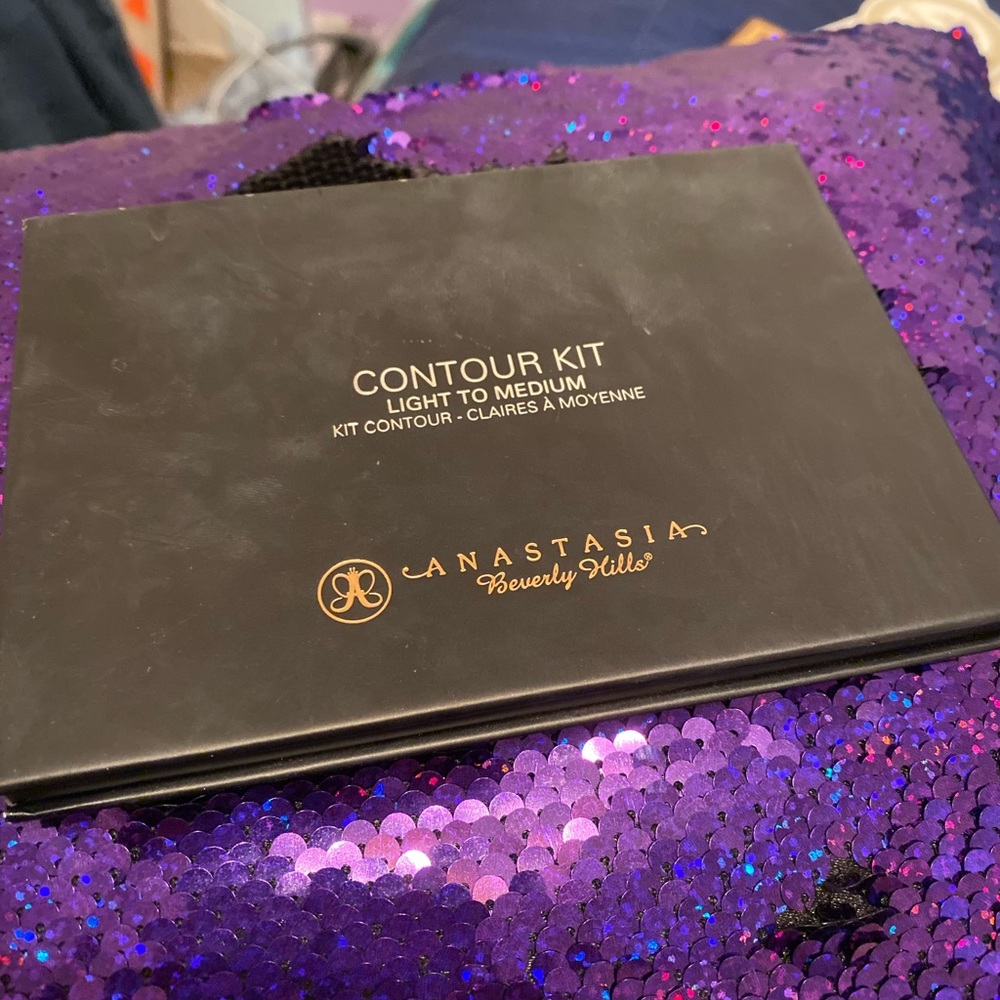 CONTOUR KIT
LIGHT TO MEDIUM
KIT CONTOUR - CLAIRES À MOYENNE
ANASTASIA
Beverly Hills®